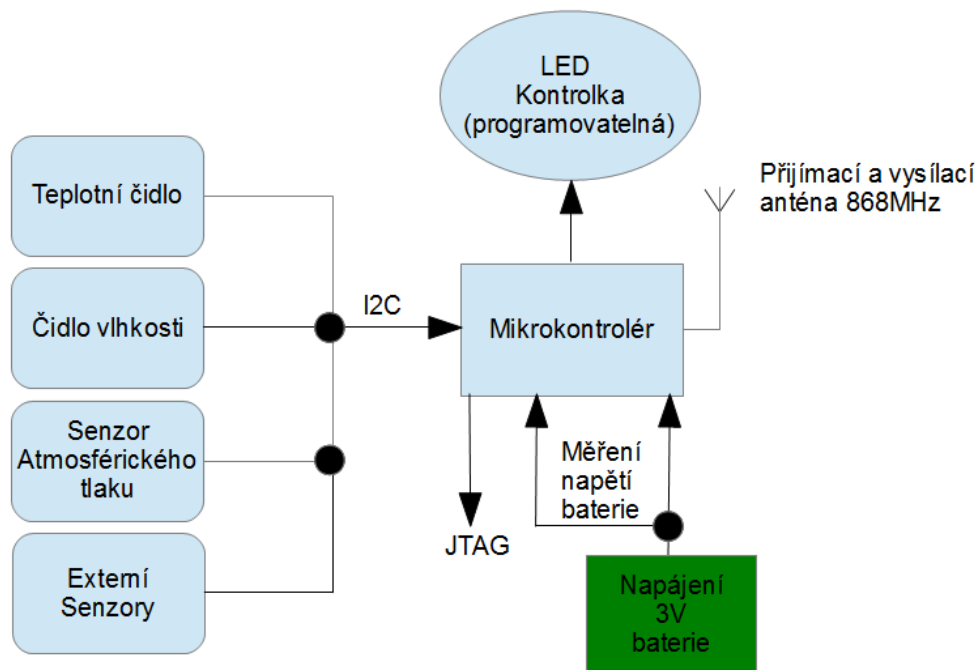 LED
Kontrolka
(programovatelná)
Přijímací a vysílací
anténa 868MHz
Teplotní čidlo
Čidlo vlhkosti
I2C
Mikrokontrolér
Senzor
Atmosférického
tlaku
Měření
napětí
baterie
JTAG
Externí
Senzory
Napájení
3V
baterie